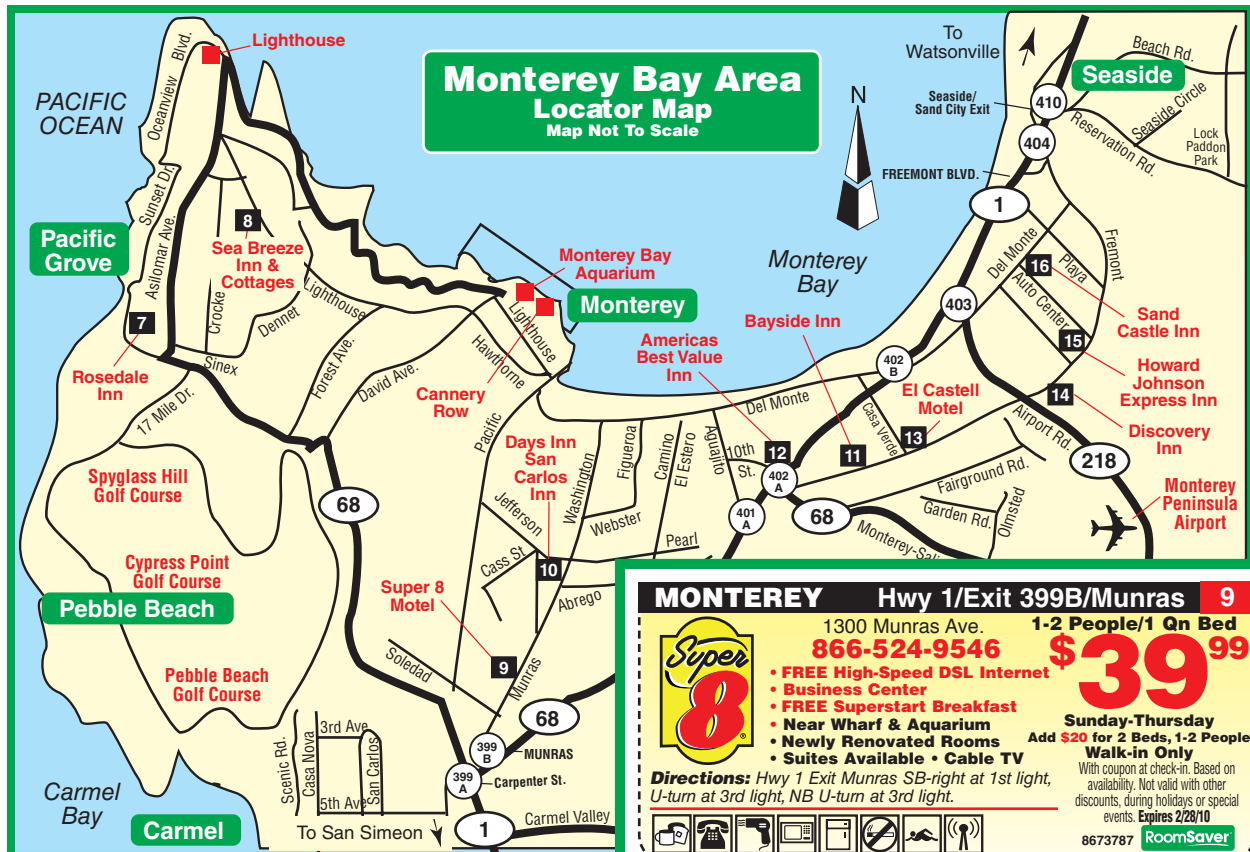 Lighthouse
Monterey Bay Area
Locator Map
Map Not To Scale
To
Watsonville
Beach Rd.
Seaside
Oceanview Blvd.
PACIFIC
OCEAN
N
Seaside/
Sand City Exit
410
Seaside Circle
Reservation Rd.
Lock
Paddon
Park
404
FREEMONT BLVD.
1
Sunset Dr.
Asilomar Ave.
8
Pacific
Grove
Sea Breeze
Inn &
Cottages
Crocke
Dennet
Lighthouse
Monterey Bay
Aquarium
Monterey
Monterey
Bay
Del Monte
16
Playa
Fremont
Auto Center
403
Sand
Castle Inn
7
Rosedale
Inn
Sinex
Forest Ave.
David Ave.
Hawthorne
Lighthouse
Cannery
Row
Bayside Inn
Americas
Best Value
Inn
402
B
15
Howard
Johnson
Express Inn
El Castell
Motel
14
Discovery
Inn
17 Mile Dr.
Pacific
Del Monte
Casa Verde
13
Airport Rd.
Days Inn
San
Carlos
Inn
Washington
Figueroa
Camino
El Estero
Aguajito
10th
St.
12
11
218
Spyglass Hill
Golf Course
68
402
A
Fairground Rd.
Garden Rd.
Olmsted
Monterey
Peninsula
Airport
Jefferson
Webster
401
A
68
Monterey-Sali
Cass St.
Pearl
10
Abrego
Cypress Point
Golf Course
Pebble Beach
Super 8
Motel
Soledad
9
Munras
Pebble Beach
Golf Course
68
Scenic Rd.
Casa Nova
3rd Ave
San Carlos
399
B
MUNRAS
399
A
Carpenter St.
5th Ave
Carmel
Bay
Carmel
To San Simeon
1
Carmel Valley
MONTEREY Hwy 1/Exit 399B/Munras 9
Super
8
1300 Munras Ave.
866-524-9546
• FREE High-Speed DSL Internet
• Business Center
• FREE Superstart Breakfast
• Near Wharf & Aquarium
• Newly Renovated Rooms
• Suites Available • Cable TV
Directions: Hwy 1 Exit Munras SB-right at 1st light,
U-turn at 3rd light, NB U-turn at 3rd light.
1-2 People/1 Qn Bed
$39 99
Sunday-Thursday
Add $20 for 2 Beds, 1-2 People
Walk-in Only
With coupon at check-in. Based on
availability. Not valid with other
discounts, during holidays or special
events. Expires 2/28/10
8673787 RoomSaver